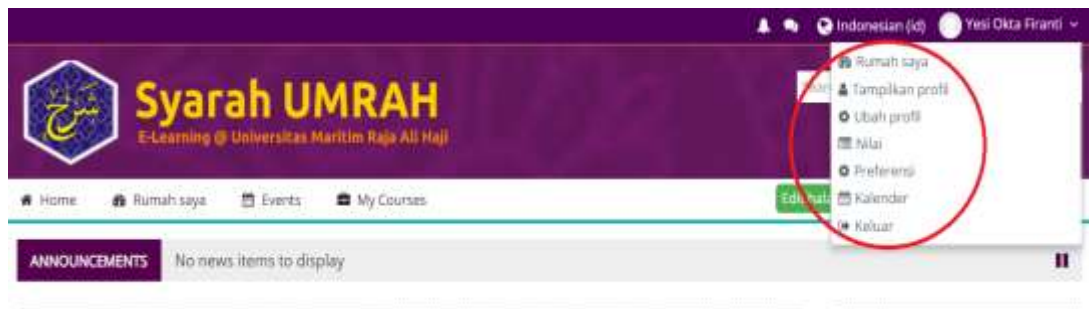 Indonesian (id) Yesi Okta Firanti
Syarah UMRAH
E-Learning @ Universitas Maritim Raja Ali Haji
Rumah saya
Tampilkan profil
Ubah profil
Nilai
Preferensi
Kalender
Keluar
Home Rumah saya Events My Courses
ANNOUNCEMENTS No news items to display